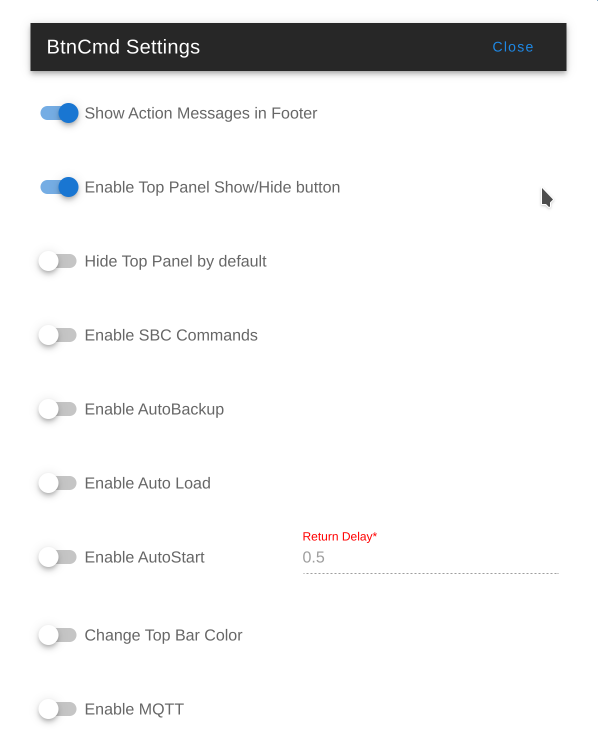 BtnCmd Settings
Close
Show Action Messages in Footer
Enable Top Panel Show/Hide button
Hide Top Panel by default
Enable SBC Commands
Enable AutoBackup
Enable Auto Load
Enable AutoStart
Return Delay*
0.5
Change Top Bar Color
Enable MQTT